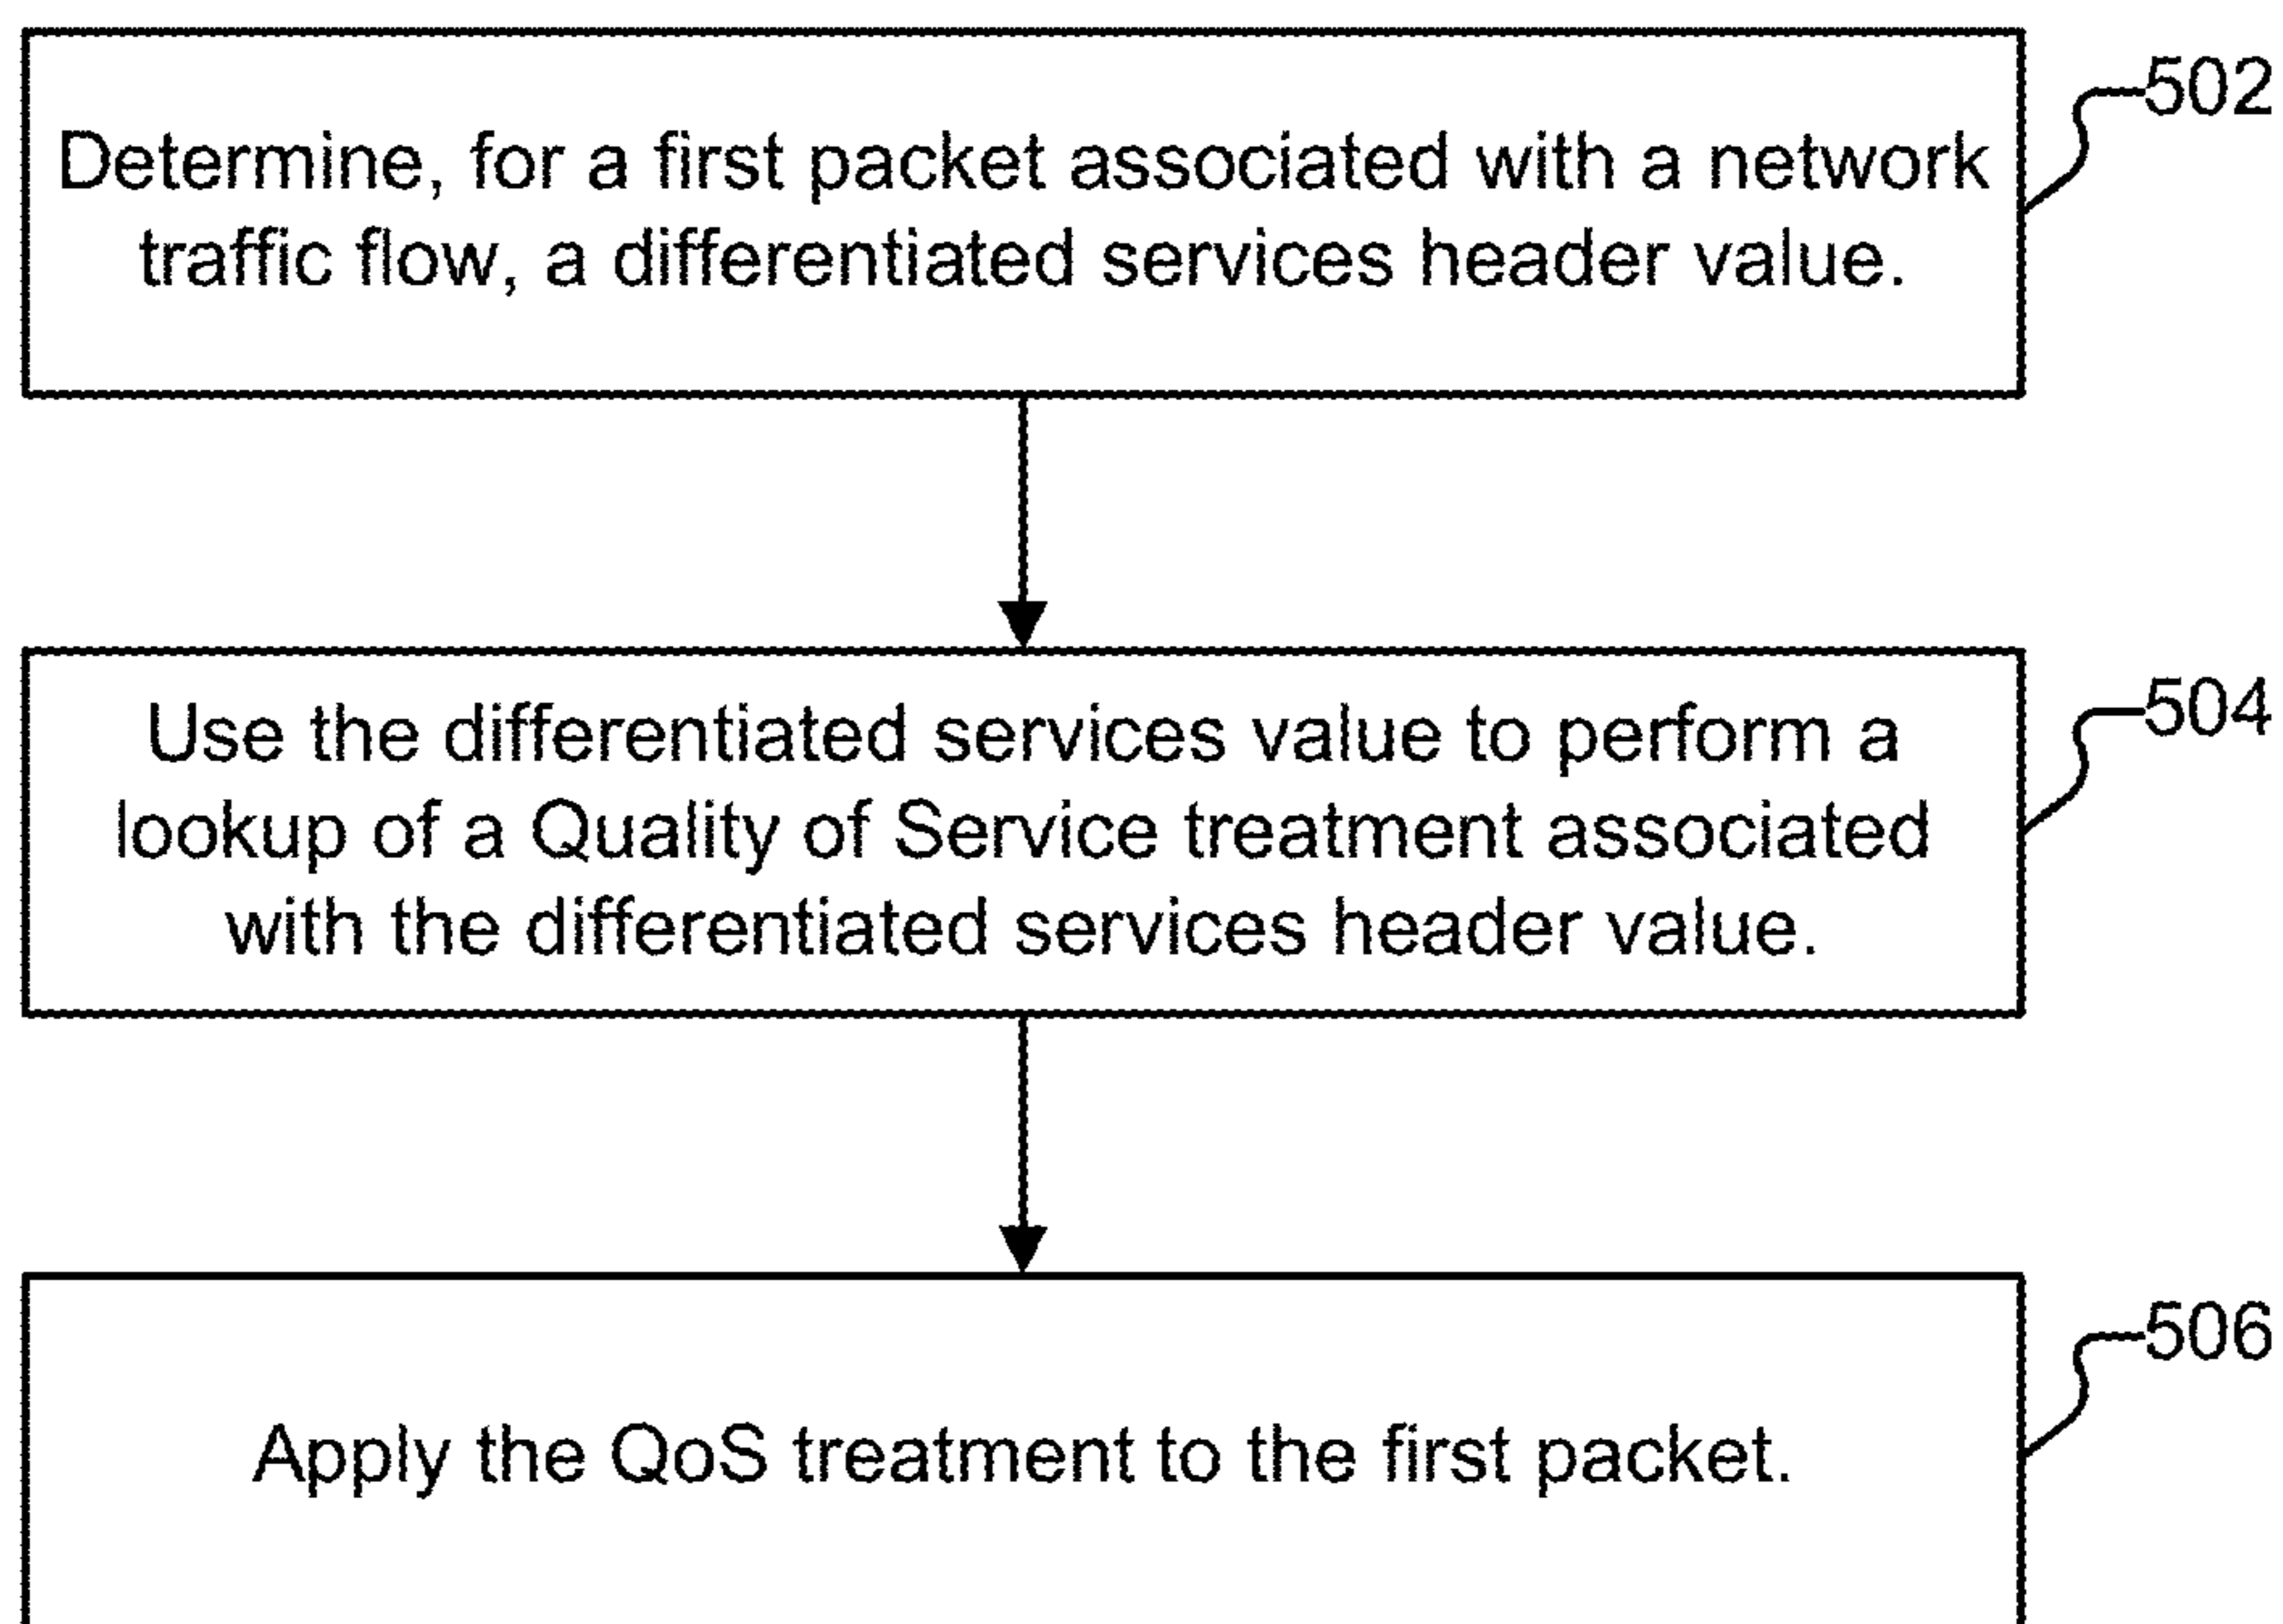 502
Determine, for a first packet associated with a network
traffic flow, a differentiated services header value.
504
Use the differentiated services value to perform a
lookup of a Quality of Service treatment associated
with the differentiated services header value.
506
Apply the QoS treatment to the first packet.